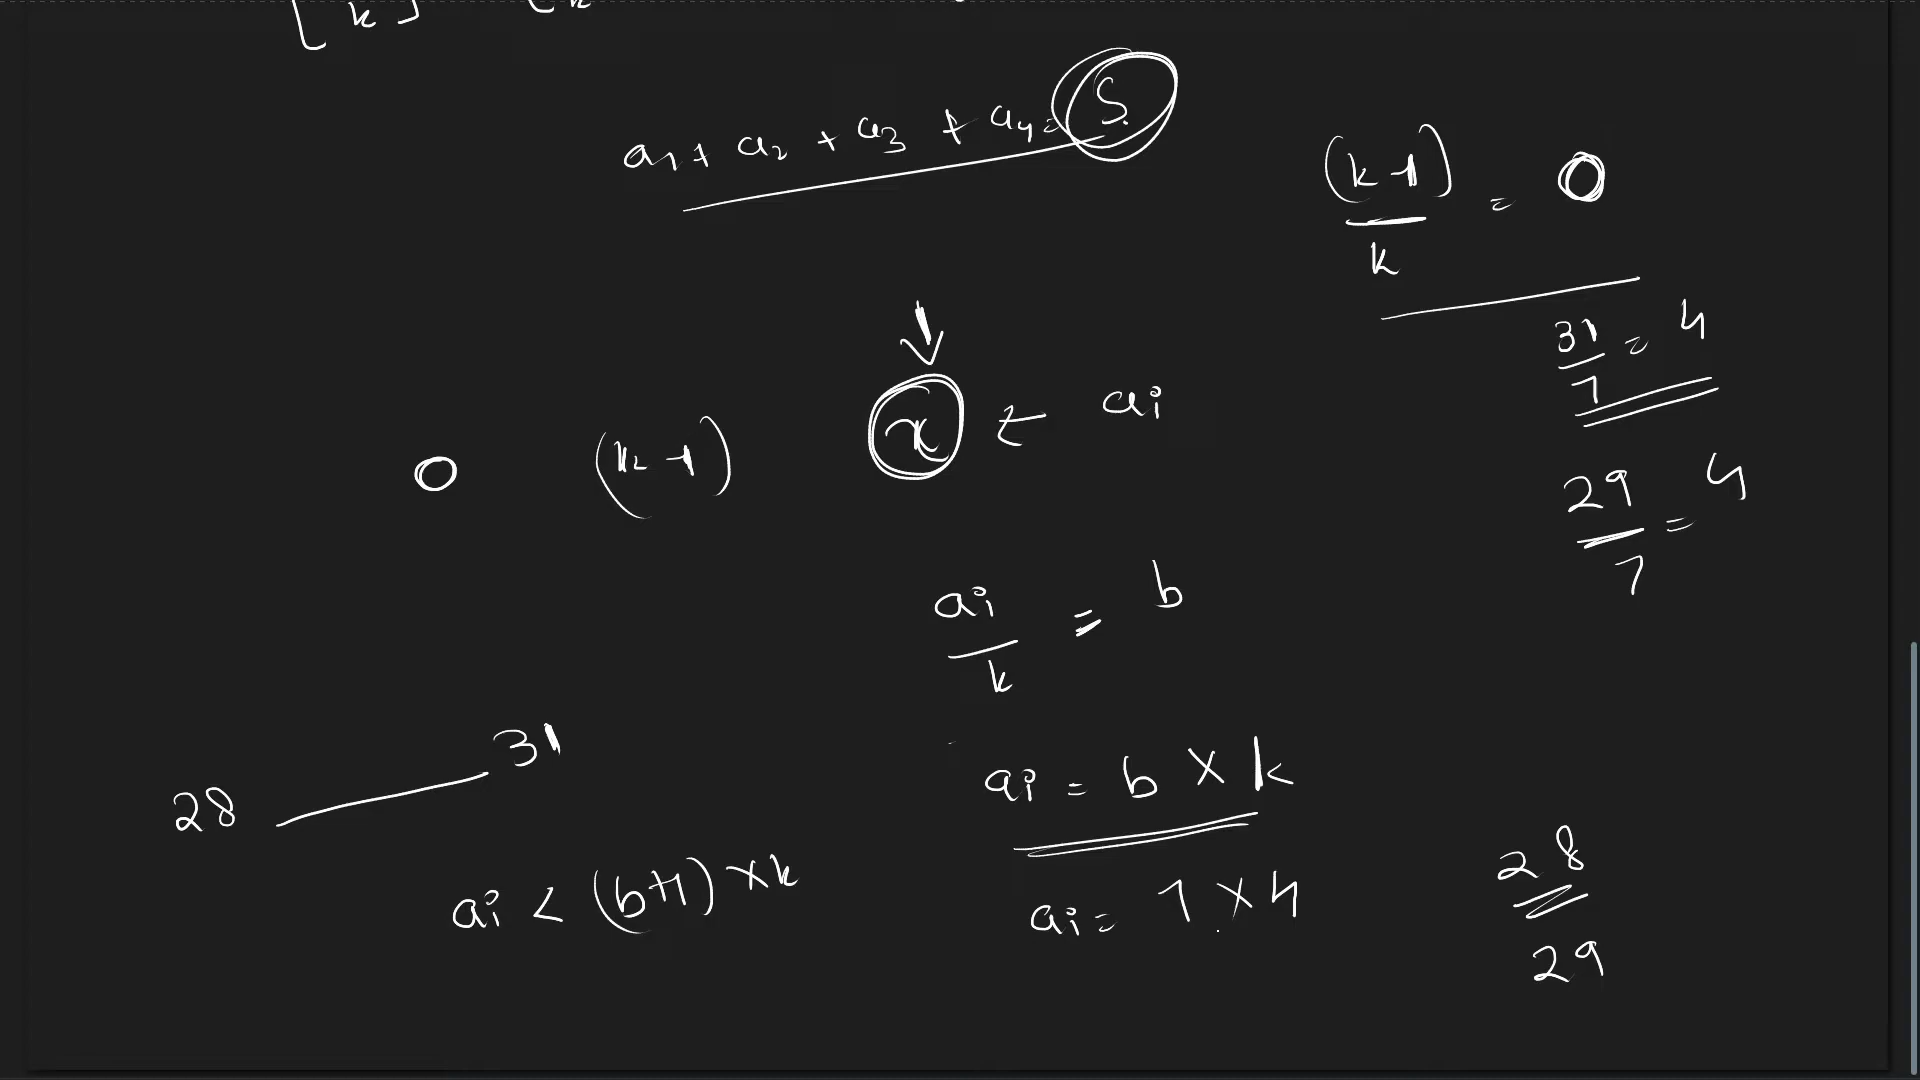 [k] [k
a1 + a2 + a3 + a4 = S.
(k-1)/k = 0
31/7 = 4
0 (k-1) x ← ai
29/7 = 4
ai/k = b
28 31
ai = b × k
28
ai < (b+1) × k
ai = 7 × 4
29